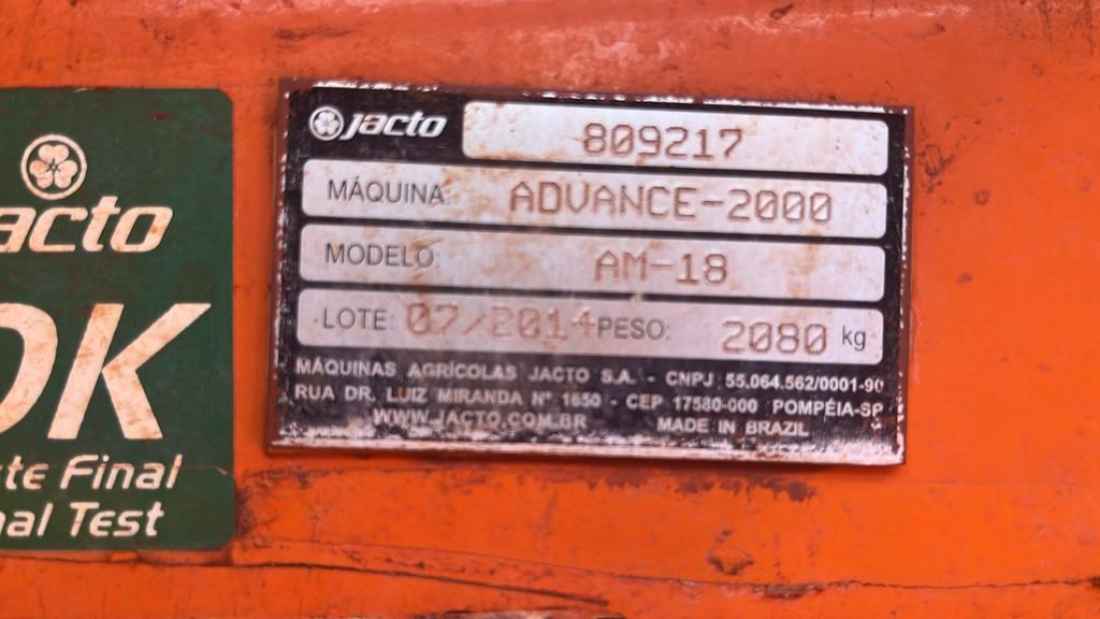 jacto 809217
MÁQUINA: ADVANCE-2000
MODELO: AM-18
LOTE: 07/2014 PESO: 2080 kg
MÁQUINAS AGRÍCOLAS JACTO S.A. - CNPJ 55.064.562/0001-90
RUA DR. LUIZ MIRANDA Nº 1650 - CEP 17580-000 POMPÉIA-SP
WWW.JACTO.COM.BR MADE IN BRAZIL
acto
OK
te Final
nal Test